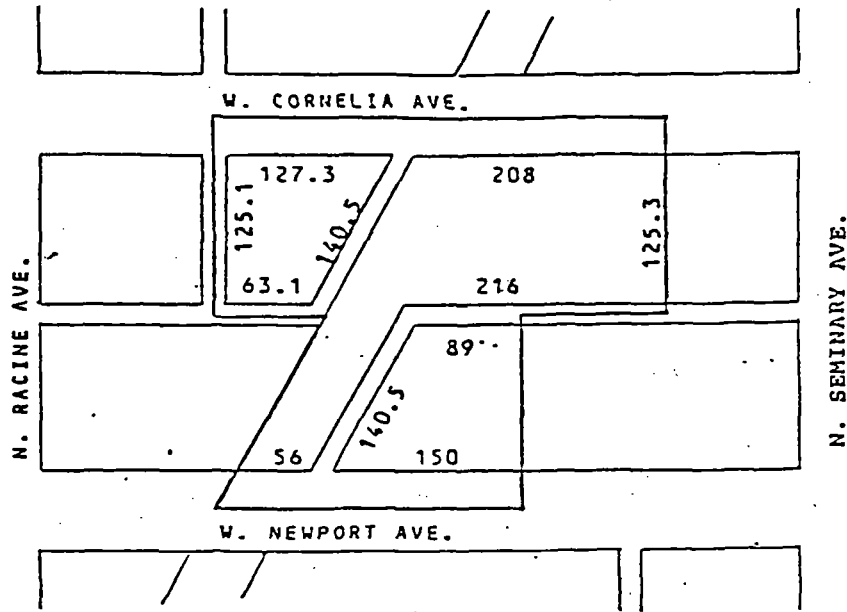 W. CORNELIA AVE.
127.3
208
125.1
140.5
125.3
63.1
216
N. RACINE AVE.
N. SEMINARY AVE.
89
140.5
56
150
W. NEWPORT AVE.